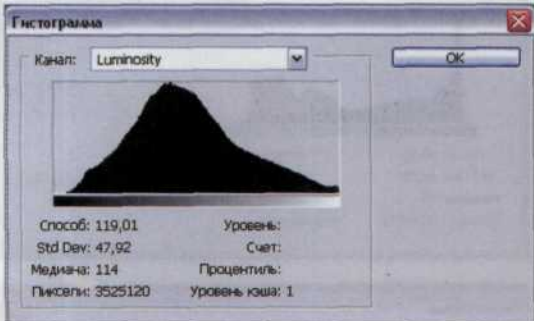 Гистограмма
Канал: Luminosity
OK
Способ: 119,01 Уровень:
Std Dev: 47,92 Счет:
Медиана: 114 Процентиль:
Пиксели: 3525120 Уровень кэша: 1